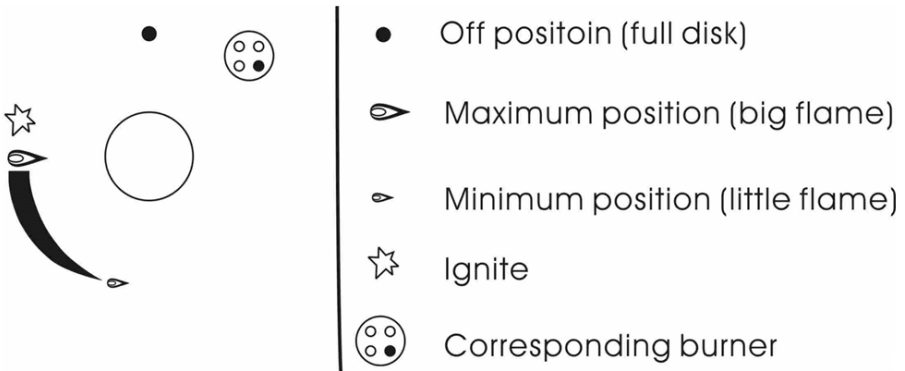 Off positoin (full disk)
Maximum position (big flame)
Minimum position (little flame)
Ignite
Corresponding burner